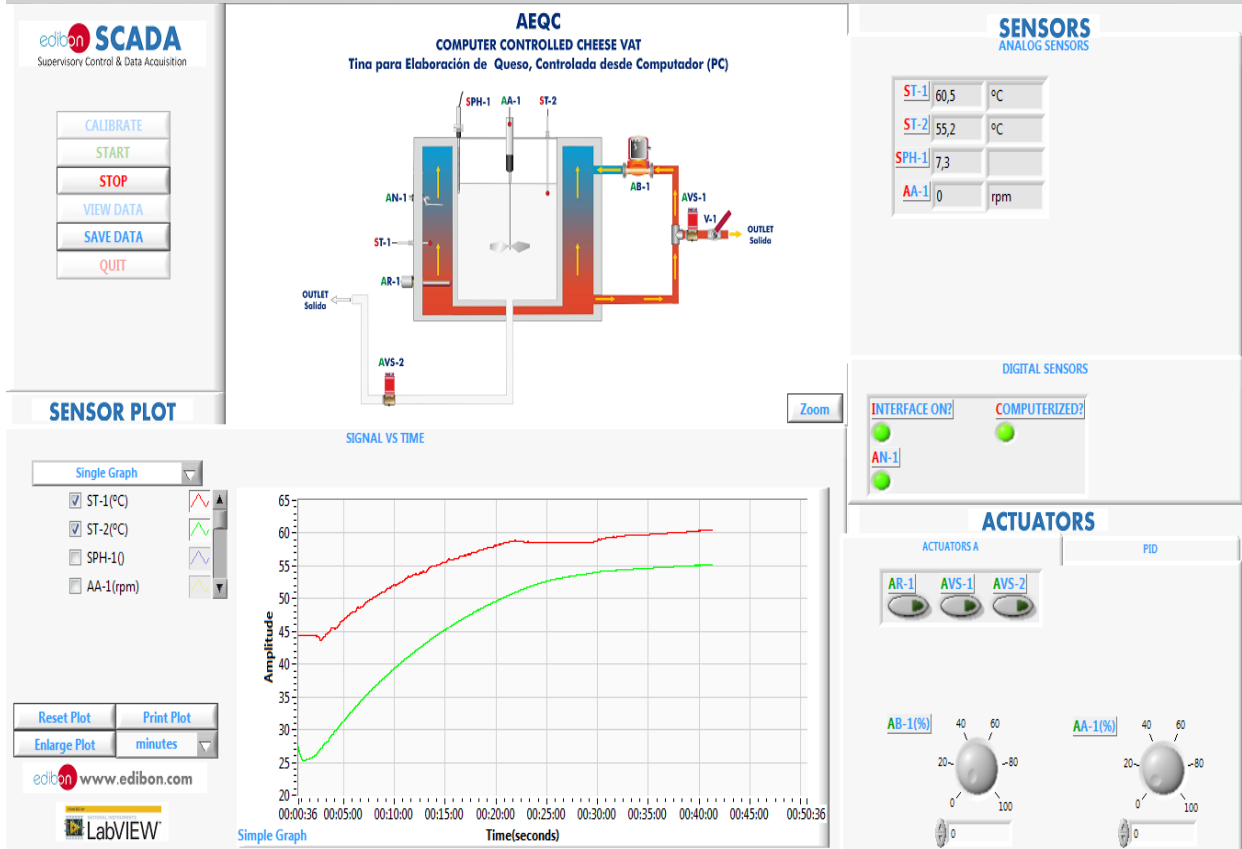 edibon SCADA
Supervisory Control & Data Acquisition
CALIBRATE
START
STOP
VIEW DATA
SAVE DATA
QUIT
AEQC
COMPUTER CONTROLLED CHEESE VAT
Tina para Elaboración de Queso, Controlada desde Computador (PC)
SPH-1 AA-1 ST-2
AB-1
AN-1
AVS-1
V-1
OUTLET
Salida
ST-1
AR-1
OUTLET
Salida
AVS-2
Zoom
SENSORS
ANALOG SENSORS
ST-1 60,5 ºC
ST-2 55,2 ºC
SPH-1 7,3
AA-1 0 rpm
DIGITAL SENSORS
INTERFACE ON? COMPUTERIZED?
AN-1
SENSOR PLOT
SIGNAL VS TIME
Single Graph
ST-1(ºC)
ST-2(ºC)
SPH-1()
AA-1(rpm)
Reset Plot Print Plot
Enlarge Plot minutes
edibon www.edibon.com
LabVIEW
Amplitude
65
60
55
50
45
40
35
30
25
20
00:00:36 00:05:00 00:10:00 00:15:00 00:20:00 00:25:00 00:30:00 00:35:00 00:40:00 00:45:00 00:50:36
Simple Graph Time(seconds)
ACTUATORS
ACTUATORS A PID
AR-1 AVS-1 AVS-2
AB-1(%) 0 20 40 60 80 100
0
AA-1(%) 0 20 40 60 80 100
0